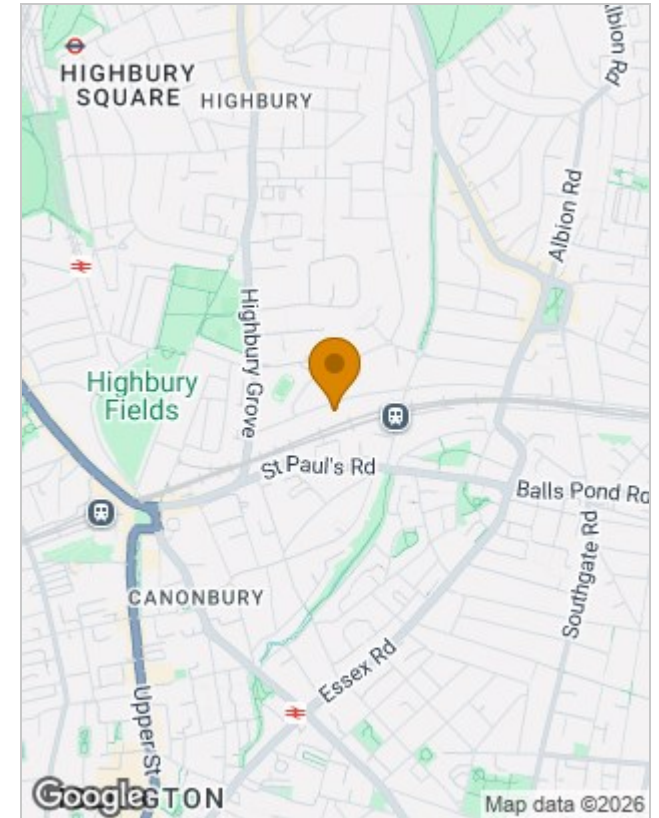 HIGHBURY
SQUARE
HIGHBURY
Albion Rd
Albion Rd
Highbury Grove
Highbury
Fields
St Paul's Rd
Balls Pond Rd
Southgate Rd
CANONBURY
Essex Rd
Upper St
Google
GTON
Map data ©2026